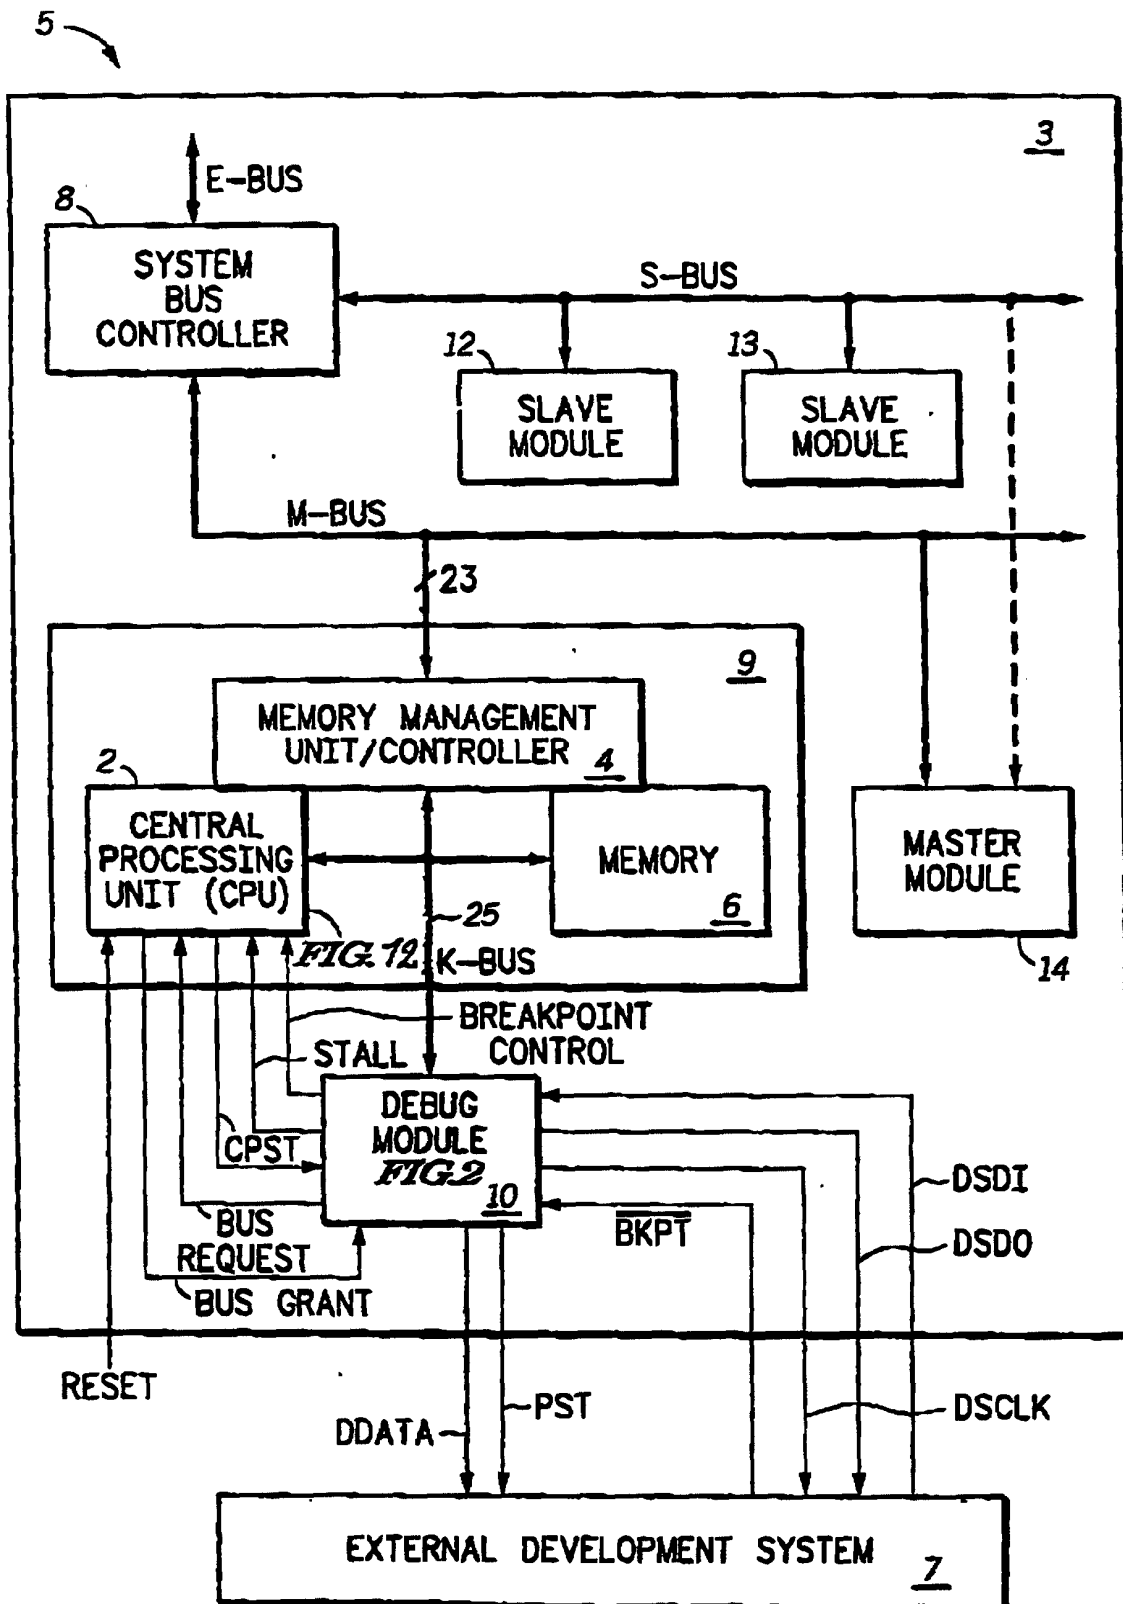 5
3
E-BUS
8
SYSTEM
BUS
CONTROLLER
S-BUS
12
SLAVE
MODULE
13
SLAVE
MODULE
M-BUS
23
9
MEMORY MANAGEMENT
UNIT/CONTROLLER
4
2
CENTRAL
PROCESSING
UNIT (CPU)
MEMORY
6
MASTER
MODULE
14
25
FIG. 12
K-BUS
BREAKPOINT
CONTROL
STALL
DEBUG
MODULE
FIG.2
10
CPST
BUS
REQUEST
BUS GRANT
BKPT
DSDI
DSDO
RESET
DDATA
PST
DSCLK
EXTERNAL DEVELOPMENT SYSTEM
7